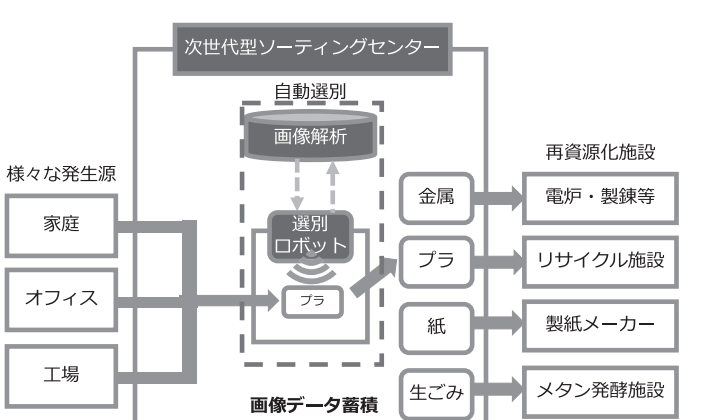 次世代型ソーティングセンター
自動選別
画像解析
様々な発生源
家庭
オフィス
工場
選別
ロボット
プラ
画像データ蓄積
金属
プラ
紙
生ごみ
再資源化施設
電炉・製錬等
リサイクル施設
製紙メーカー
メタン発酵施設